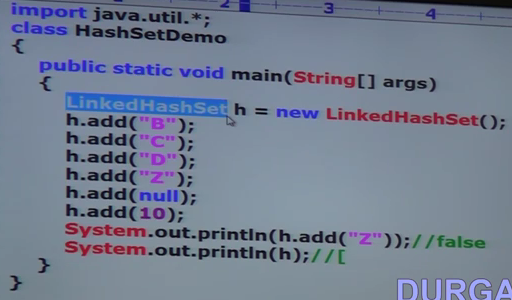 2 3 4
import java.util.*;
class HashSetDemo
{
public static void main(String[] args)
{
LinkedHashSet h = new LinkedHashSet();
h.add("B");
h.add("C");
h.add("D");
h.add("Z");
h.add(null);
h.add(10);
System.out.println(h.add("Z"));//false
System.out.println(h);//[
}
}
DURGA